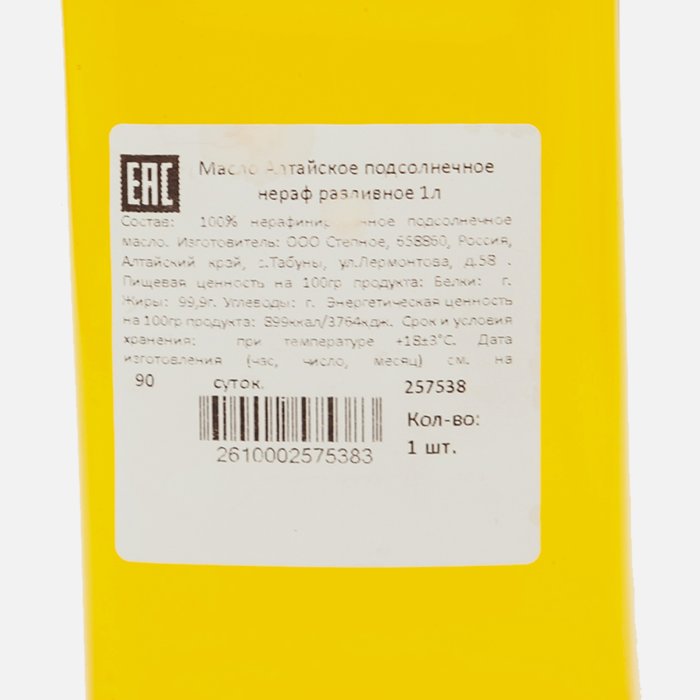 EAC
Масло Алтайское подсолнечное
нераф разливное 1л
Состав: 100% нерафинированное подсолнечное
масло. Изготовитель: ООО Степное, 658860, Россия,
Алтайский край, с.Табуны, ул.Лермонтова, д.58 .
Пищевая ценность на 100гр продукта: Белки: г.
Жиры: 99,9г. Углеводы: г. Энергетическая ценность
на 100гр продукта: 899ккал/3764кдж. Срок и условия
хранения: при температуре +18±3°С. Дата
изготовления (час, число, месяц) см. на
90 суток. 257538
Кол-во:
1 шт.
2610002575383